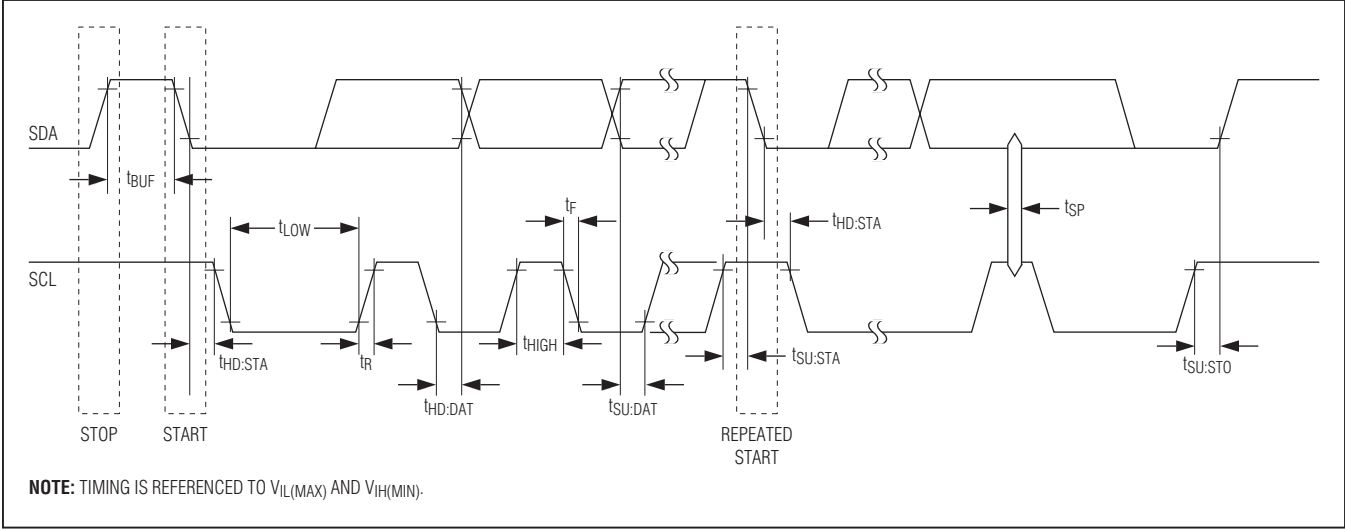 SDA
tBUF
tLOW
tF
tHD:STA
tSP
SCL
tHD:STA
tR
tHIGH
tSU:STA
tSU:STO
tHD:DAT
tSU:DAT
STOP
START
REPEATED
START
NOTE: TIMING IS REFERENCED TO VIL(MAX) AND VIH(MIN).